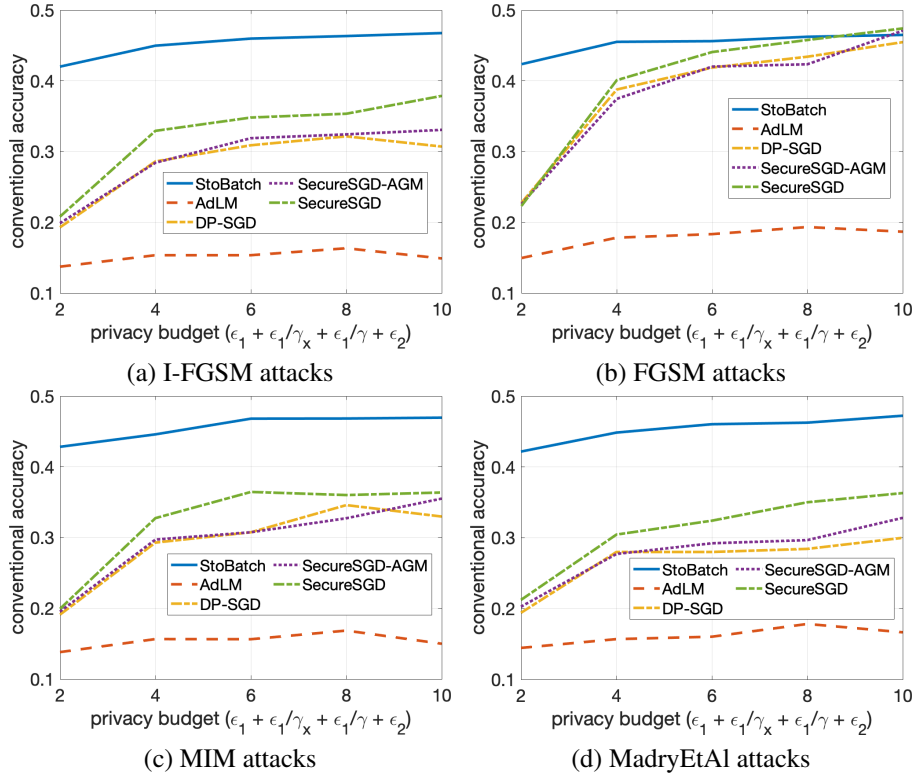 0.5
0.4
0.3
0.2
0.1
conventional accuracy
StoBatch
AdLM
DP-SGD
SecureSGD-AGM
SecureSGD
2 4 6 8 10
privacy budget (ϵ₁ + ϵ₁/γₓ + ϵ₁/γ + ϵ₂)
(a) I-FGSM attacks
0.5
0.4
0.3
0.2
0.1
conventional accuracy
StoBatch
AdLM
DP-SGD
SecureSGD-AGM
SecureSGD
2 4 6 8 10
privacy budget (ϵ₁ + ϵ₁/γₓ + ϵ₁/γ + ϵ₂)
(b) FGSM attacks
0.5
0.4
0.3
0.2
0.1
conventional accuracy
StoBatch
AdLM
DP-SGD
SecureSGD-AGM
SecureSGD
2 4 6 8 10
privacy budget (ϵ₁ + ϵ₁/γₓ + ϵ₁/γ + ϵ₂)
(c) MIM attacks
0.5
0.4
0.3
0.2
0.1
conventional accuracy
StoBatch
AdLM
DP-SGD
SecureSGD-AGM
SecureSGD
2 4 6 8 10
privacy budget (ϵ₁ + ϵ₁/γₓ + ϵ₁/γ + ϵ₂)
(d) MadryEtAl attacks